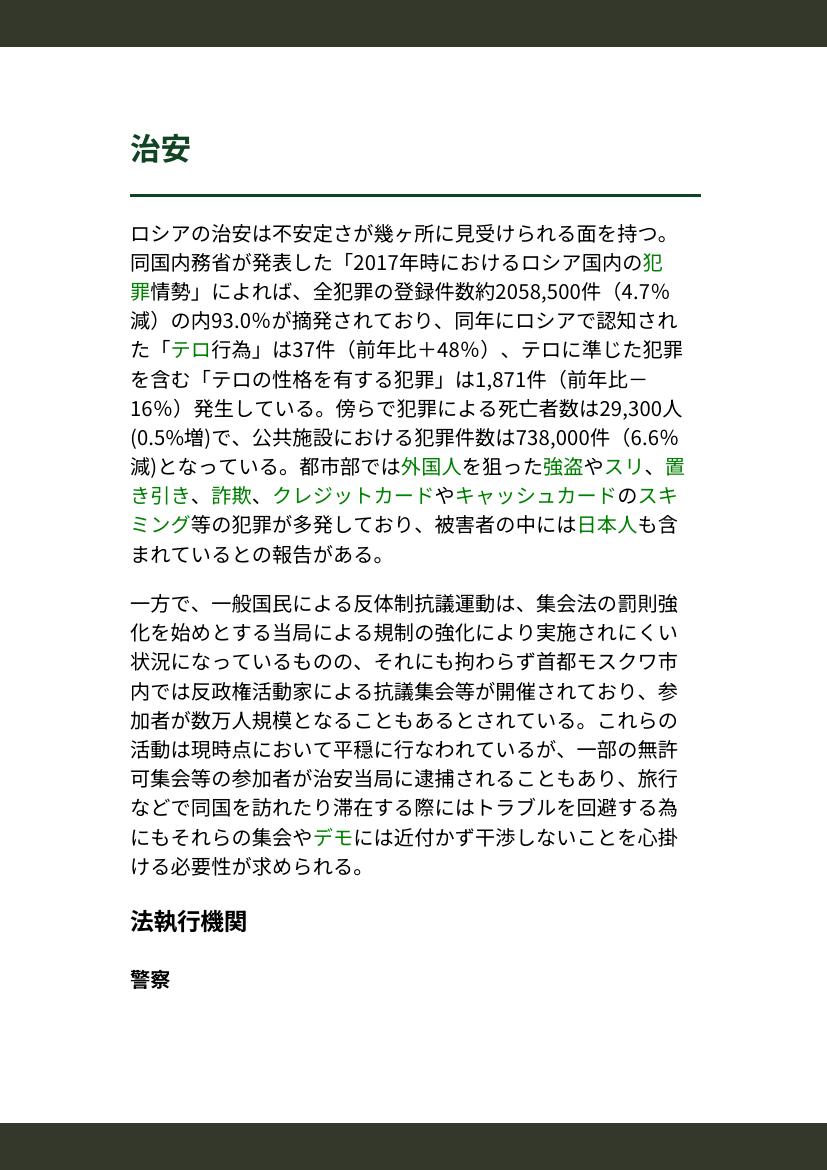 治安
ロシアの治安は不安定さが幾ヶ所に見受けられる面を持つ。
同国内務省が発表した「2017年時におけるロシア国内の犯
罪情勢」によれば、全犯罪の登録件数約2058,500件（4.7％
減）の内93.0％が摘発されており、同年にロシアで認知され
た「テロ行為」は37件（前年比＋48％）、テロに準じた犯罪
を含む「テロの性格を有する犯罪」は1,871件（前年比－
16％）発生している。傍らで犯罪による死亡者数は29,300人
(0.5%増)で、公共施設における犯罪件数は738,000件（6.6％
減)となっている。都市部では外国人を狙った強盗やスリ、置
き引き、詐欺、クレジットカードやキャッシュカードのスキ
ミング等の犯罪が多発しており、被害者の中には日本人も含
まれているとの報告がある。
一方で、一般国民による反体制抗議運動は、集会法の罰則強
化を始めとする当局による規制の強化により実施されにくい
状況になっているものの、それにも拘わらず首都モスクワ市
内では反政権活動家による抗議集会等が開催されており、参
加者が数万人規模となることもあるとされている。これらの
活動は現時点において平穏に行なわれているが、一部の無許
可集会等の参加者が治安当局に逮捕されることもあり、旅行
などで同国を訪れたり滞在する際にはトラブルを回避する為
にもそれらの集会やデモには近付かず干渉しないことを心掛
ける必要性が求められる。
法執行機関
警察